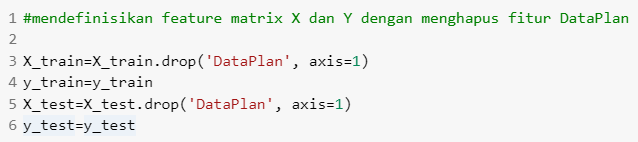 1 #mendefinisikan feature matrix X dan Y dengan menghapus fitur DataPlan
2
3 X_train=X_train.drop('DataPlan', axis=1)
4 y_train=y_train
5 X_test=X_test.drop('DataPlan', axis=1)
6 y_test=y_test